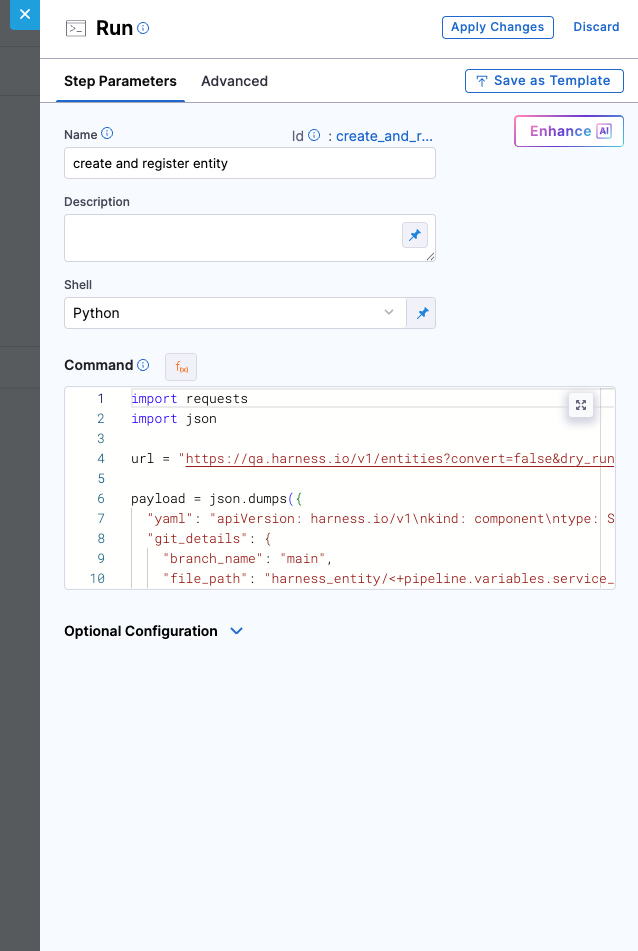 Run
Apply Changes
Discard
Step Parameters
Advanced
Save as Template
Name
Id : create_and_r...
Enhance AI
create and register entity
Description
Shell
Python
Command
f(x)
1 import requests
2 import json
3
4 url = "https://qa.harness.io/v1/entities?convert=false&dry_run
5
6 payload = json.dumps({
7 "yaml": "apiVersion: harness.io/v1\nkind: component\ntype: S
8 "git_details": {
9 "branch_name": "main",
10 "file_path": "harness_entity/<+pipeline.variables.service_
Optional Configuration